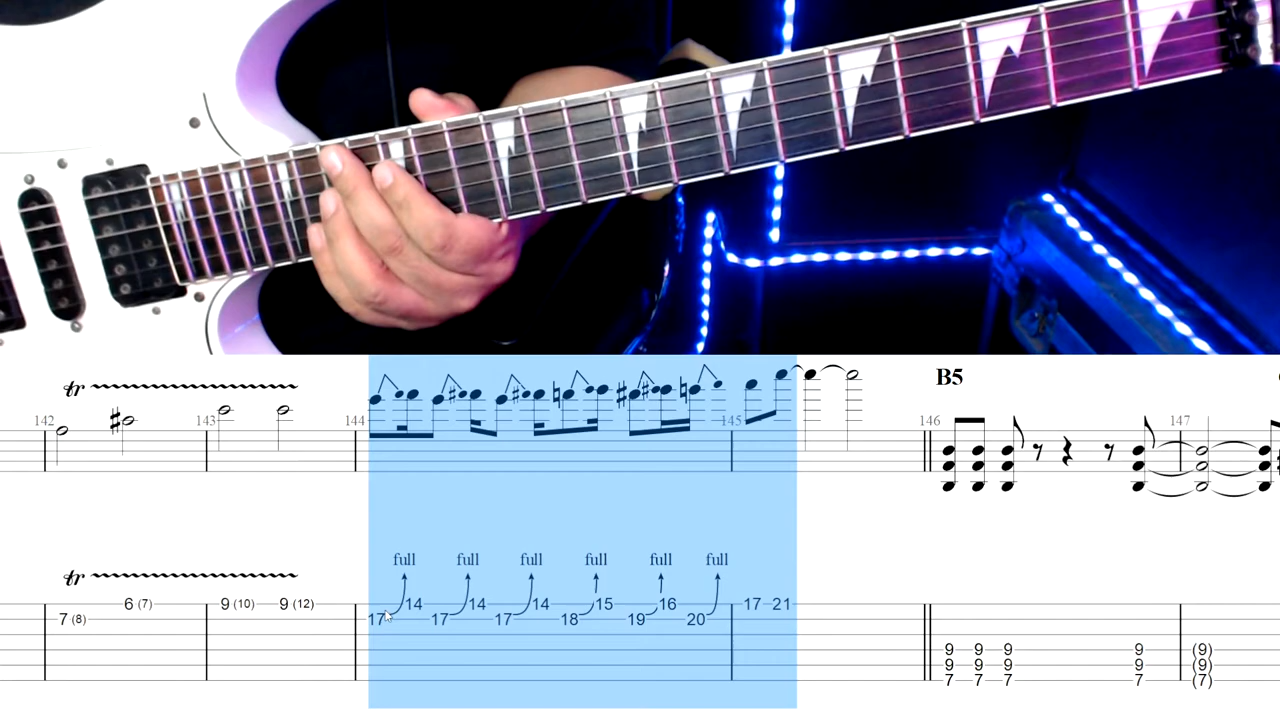 B5
tr
142 143 144 145 146 147
full full full full full full
tr
6 (7) 9 (10) 9 (12) 14 14 14 15 16 17 21
7 (8) 17 17 17 18 19 20
9 9 9 9 (9)
9 9 9 9 (9)
7 7 7 7 (7)